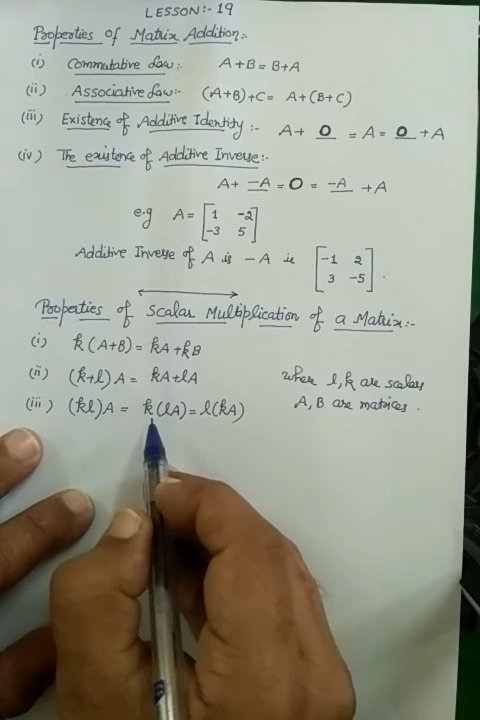 LESSON:- 19
Properties of Matrix Addition:-
(i) Commutative Law:- A+B = B+A
(ii) Associative Law:- (A+B)+C = A+(B+C)
(iii) Existence of Additive Identity:- A+ O = A = O + A
(iv) The existence of Additive Inverse:-
A+ -A = O = -A + A
e.g A = [1 -2
-3 5]
Additive Inverse of A is -A is [-1 2
3 -5].
Properties of Scalar Multiplication of a Matrix:-
(i) k(A+B) = kA+kB
(ii) (k+l)A = kA+lA where l,k are scalars
(iii) (kl)A = k(lA) = l(kA) A,B are matrices.